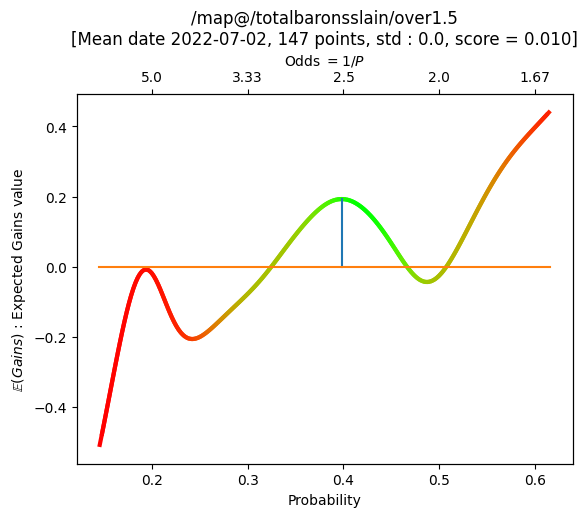 /map@/totalbaronsslain/over1.5
[Mean date 2022-07-02, 147 points, std : 0.0, score = 0.010]
Odds = 1/P
5.0 3.33 2.5 2.0 1.67
0.4
0.2
0.0
−0.2
−0.4
𝔼(Gains) : Expected Gains value
0.2 0.3 0.4 0.5 0.6
Probability